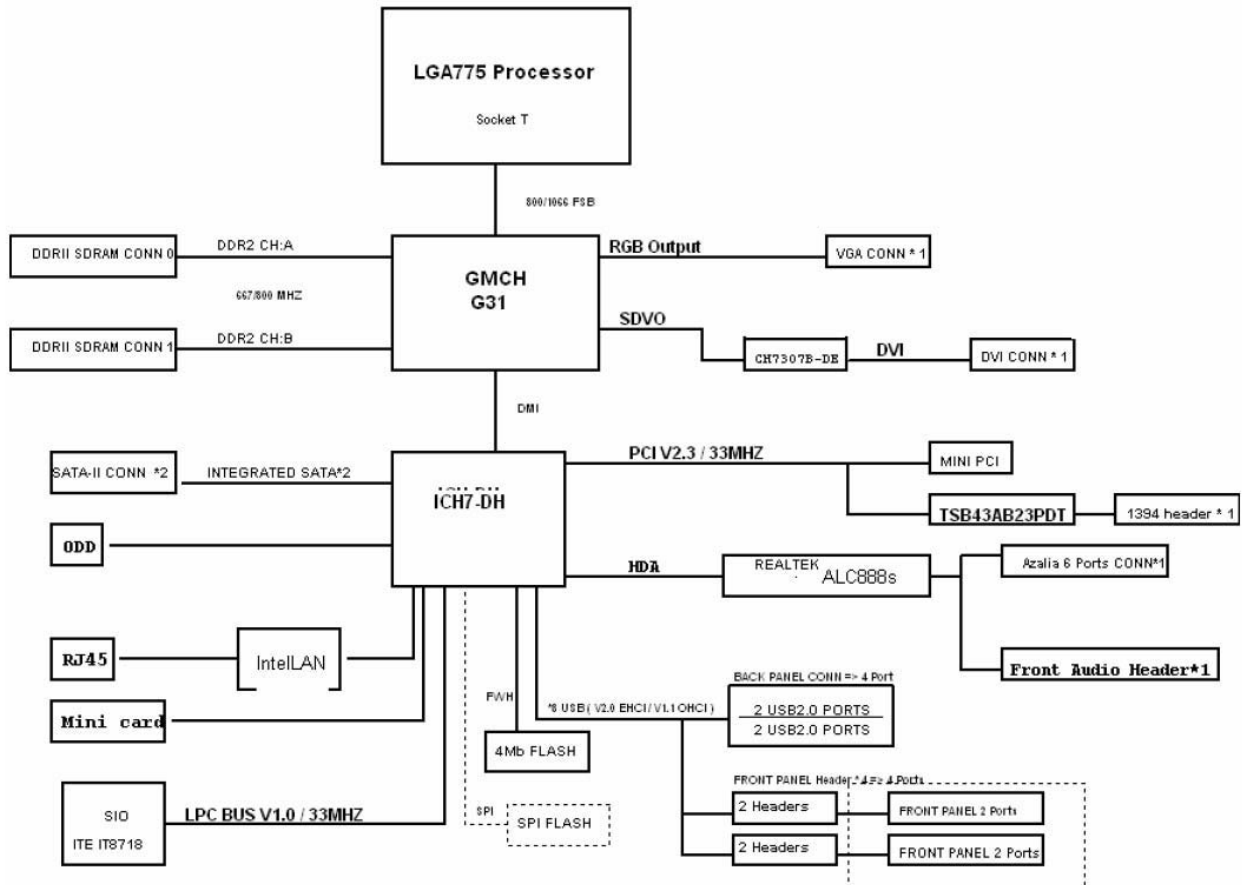 LGA775 Processor
Socket T
800/1066 FSB
DDRII SDRAM CONN 0
DDR2 CH:A
GMCH
G31
RGB Output
VGA CONN * 1
667/800 MHZ
SDVO
DDRII SDRAM CONN 1
DDR2 CH:B
CH7307B-DE
DVI
DVI CONN * 1
DMI
SATA-II CONN *2
INTEGRATED SATA*2
ICH7-DH
PCI V2.3 / 33MHZ
MINI PCI
TSB43AB23PDT
1394 header * 1
ODD
HDA
REALTEK
ALC888s
Azalia 6 Ports CONN*1
RJ45
IntelLAN
Front Audio Header*1
Mini card
FWH
4Mb FLASH
*8 USB( V2.0 EHCI/ V1.1 OHCI )
BACK PANEL CONN => 4 Port
2 USB2.0 PORTS
2 USB2.0 PORTS
SIO
ITE IT8718
LPC BUS V1.0 / 33MHZ
SPI
SPI FLASH
FRONT PANEL Header *4 => 4 Ports
2 Headers
FRONT PANEL 2 Ports
2 Headers
FRONT PANEL 2 Ports